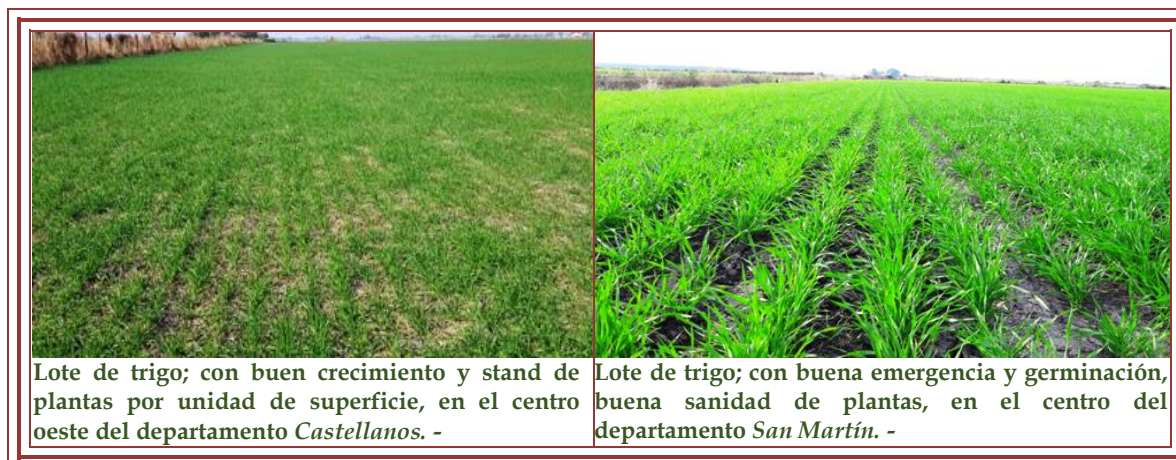 Lote de trigo; con buen crecimiento y stand de
plantas por unidad de superficie, en el centro
oeste del departamento Castellanos. -
Lote de trigo; con buena emergencia y germinación,
buena sanidad de plantas, en el centro del
departamento San Martín. -